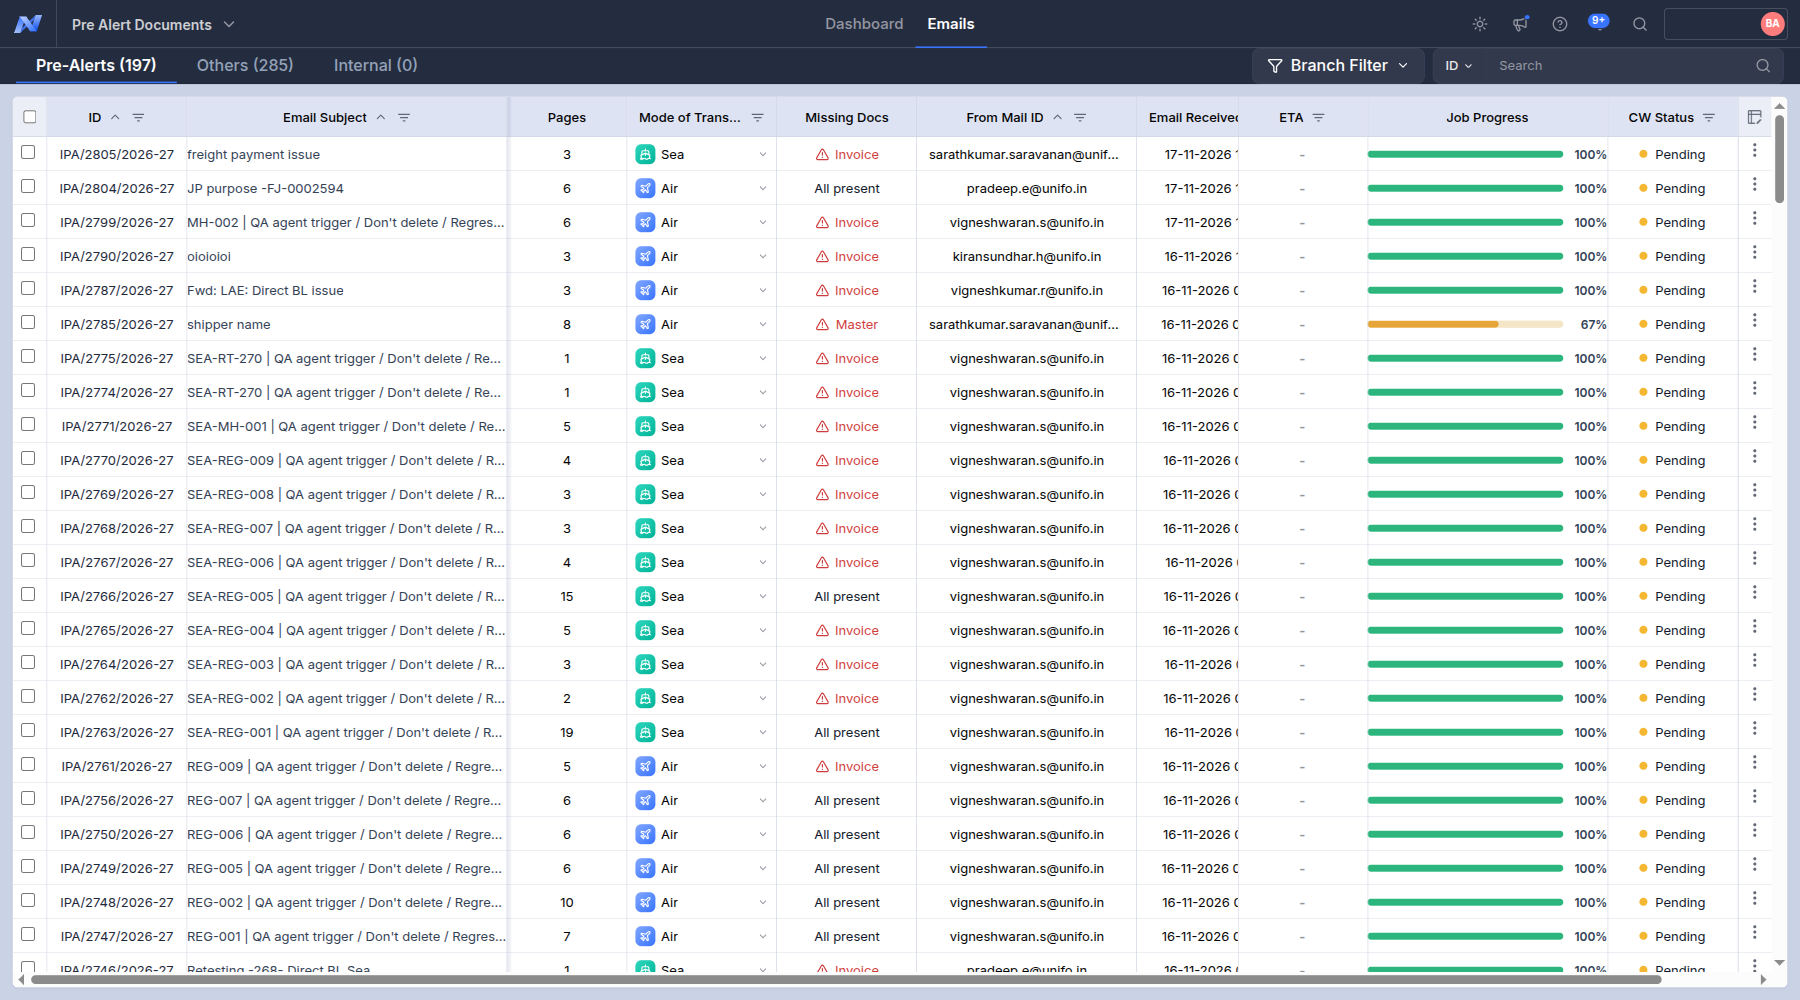 Pre Alert Documents
Dashboard Emails
9+
BA
Pre-Alerts (197) Others (285) Internal (0)
Branch Filter ID Search
ID Email Subject Pages Mode of Trans... Missing Docs From Mail ID Email Received ETA Job Progress CW Status
IPA/2805/2026-27 freight payment issue 3 Sea Invoice sarathkumar.saravanan@unif... 17-11-2026 - 100% Pending
IPA/2804/2026-27 JP purpose -FJ-0002594 6 Air All present pradeep.e@unifo.in 17-11-2026 - 100% Pending
IPA/2799/2026-27 MH-002 | QA agent trigger / Don't delete / Regres... 6 Air Invoice vigneshwaran.s@unifo.in 17-11-2026 - 100% Pending
IPA/2790/2026-27 oioioioi 3 Air Invoice kiransundhar.h@unifo.in 16-11-2026 - 100% Pending
IPA/2787/2026-27 Fwd: LAE: Direct BL issue 3 Air Invoice vigneshkumar.r@unifo.in 16-11-2026 - 100% Pending
IPA/2785/2026-27 shipper name 8 Air Master sarathkumar.saravanan@unif... 16-11-2026 - 67% Pending
IPA/2775/2026-27 SEA-RT-270 | QA agent trigger / Don't delete / Re... 1 Sea Invoice vigneshwaran.s@unifo.in 16-11-2026 - 100% Pending
IPA/2774/2026-27 SEA-RT-270 | QA agent trigger / Don't delete / Re... 1 Sea Invoice vigneshwaran.s@unifo.in 16-11-2026 - 100% Pending
IPA/2771/2026-27 SEA-MH-001 | QA agent trigger / Don't delete / Re... 5 Sea Invoice vigneshwaran.s@unifo.in 16-11-2026 - 100% Pending
IPA/2770/2026-27 SEA-REG-009 | QA agent trigger / Don't delete / R... 4 Sea Invoice vigneshwaran.s@unifo.in 16-11-2026 - 100% Pending
IPA/2769/2026-27 SEA-REG-008 | QA agent trigger / Don't delete / R... 3 Sea Invoice vigneshwaran.s@unifo.in 16-11-2026 - 100% Pending
IPA/2768/2026-27 SEA-REG-007 | QA agent trigger / Don't delete / R... 3 Sea Invoice vigneshwaran.s@unifo.in 16-11-2026 - 100% Pending
IPA/2767/2026-27 SEA-REG-006 | QA agent trigger / Don't delete / R... 4 Sea Invoice vigneshwaran.s@unifo.in 16-11-2026 - 100% Pending
IPA/2766/2026-27 SEA-REG-005 | QA agent trigger / Don't delete / R... 15 Sea All present vigneshwaran.s@unifo.in 16-11-2026 - 100% Pending
IPA/2765/2026-27 SEA-REG-004 | QA agent trigger / Don't delete / R... 5 Sea Invoice vigneshwaran.s@unifo.in 16-11-2026 - 100% Pending
IPA/2764/2026-27 SEA-REG-003 | QA agent trigger / Don't delete / R... 3 Sea Invoice vigneshwaran.s@unifo.in 16-11-2026 - 100% Pending
IPA/2762/2026-27 SEA-REG-002 | QA agent trigger / Don't delete / R... 2 Sea Invoice vigneshwaran.s@unifo.in 16-11-2026 - 100% Pending
IPA/2763/2026-27 SEA-REG-001 | QA agent trigger / Don't delete / R... 19 Sea All present vigneshwaran.s@unifo.in 16-11-2026 - 100% Pending
IPA/2761/2026-27 REG-009 | QA agent trigger / Don't delete / Regre... 5 Air Invoice vigneshwaran.s@unifo.in 16-11-2026 - 100% Pending
IPA/2756/2026-27 REG-007 | QA agent trigger / Don't delete / Regre... 6 Air All present vigneshwaran.s@unifo.in 16-11-2026 - 100% Pending
IPA/2750/2026-27 REG-006 | QA agent trigger / Don't delete / Regre... 6 Air All present vigneshwaran.s@unifo.in 16-11-2026 - 100% Pending
IPA/2749/2026-27 REG-005 | QA agent trigger / Don't delete / Regre... 6 Air All present vigneshwaran.s@unifo.in 16-11-2026 - 100% Pending
IPA/2748/2026-27 REG-002 | QA agent trigger / Don't delete / Regre... 10 Air All present vigneshwaran.s@unifo.in 16-11-2026 - 100% Pending
IPA/2747/2026-27 REG-001 | QA agent trigger / Don't delete / Regres... 7 Air All present vigneshwaran.s@unifo.in 16-11-2026 - 100% Pending
IPA/2746/2026-27 Retesting -268- Direct BL Sea 1 Sea Invoice pradeep.e@unifo.in 16-11-2026 - 100% Pending